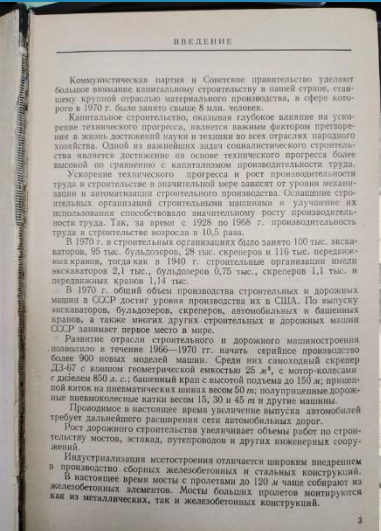 ВВЕДЕНИЕ
Коммунистическая партия и Советское правительство уделяют
большое внимание капитальному строительству в нашей стране, став-
шему крупной отраслью материального производства, в сфере кото-
рого в 1970 г. было занято свыше 8 млн. человек.
Капитальное строительство, оказывая глубокое влияние на уско-
рение технического прогресса, является важным фактором претворе-
ния в жизнь достижений науки и техники во всех отраслях народного
хозяйства. Одной из важнейших задач социалистического строитель-
ства является достижение на основе технического прогресса более
высокой по сравнению с капитализмом производительности труда.
Ускорение технического прогресса и рост производительности
труда в строительстве в значительной мере зависят от уровня механи-
зации и автоматизации строительного производства. Оснащение стро-
ительных организаций строительными машинами и улучшение их
использования способствовало значительному росту производитель-
ности труда. Так, за время с 1928 по 1968 г. производительность
труда в строительстве возросла в 10,5 раза.
В 1970 г. в строительных организациях было занято 100 тыс. экска-
ваторов, 95 тыс. бульдозеров, 28 тыс. скреперов и 116 тыс. передвиж-
ных кранов, тогда как в 1940 г. строительные организации имели
экскаваторов 2,1 тыс., бульдозеров 0,75 тыс., скреперов 1,1 тыс. и
передвижных кранов 1,14 тыс.
В 1970 г. общий объем производства строительных и дорожных
машин в СССР достиг уровня производства их в США. По выпуску
экскаваторов, бульдозеров, скреперов, автомобильных и башенных
кранов, а также многих других строительных и дорожных машин
СССР занимает первое место в мире.
Развитие отрасли строительного и дорожного машиностроения
позволило в течение 1966—1970 гг. начать серийное производство
более 900 новых моделей машин. Среди них самоходный скрепер
ДЗ-67 с ковшом геометрической емкостью 25 м³, с мотор-колесами
с дизелем 850 л. с.; башенный кран с высотой подъема до 150 м; прицеп-
ной каток на пневматических шинах весом 50 т; полуприцепные дорож-
ные пневмоколесные катки весом 15, 30 и 45 т и другие машины.
Проводимое в настоящее время увеличение выпуска автомобилей
требует дальнейшего расширения сети автомобильных дорог.
Рост дорожного строительства увеличивает объемы работ по строи-
тельству мостов, эстакад, путепроводов и других инженерных соору-
жений.
Индустриализация мостостроения отличается широким внедрением
в производство сборных железобетонных и стальных конструкций.
В настоящее время мосты с пролетами до 120 м чаще собирают из
железобетонных элементов. Мосты больших пролетов монтируются
как из металлических, так и железобетонных конструкций.
3